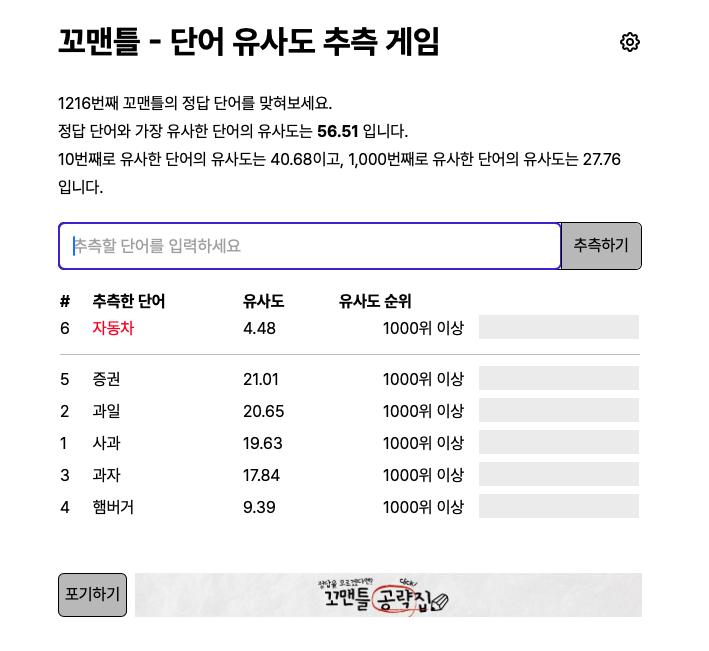 꼬맨틀 - 단어 유사도 추측 게임
1216번째 꼬맨틀의 정답 단어를 맞혀보세요.
정답 단어와 가장 유사한 단어의 유사도는 56.51 입니다.
10번째로 유사한 단어의 유사도는 40.68이고, 1,000번째로 유사한 단어의 유사도는 27.76
입니다.
추측할 단어를 입력하세요 추측하기
# 추측한 단어 유사도 유사도 순위
6 자동차 4.48 1000위 이상
5 증권 21.01 1000위 이상
2 과일 20.65 1000위 이상
1 사과 19.63 1000위 이상
3 과자 17.84 1000위 이상
4 햄버거 9.39 1000위 이상
정답을 모르겠다면? click!
포기하기 꼬맨틀 공략집